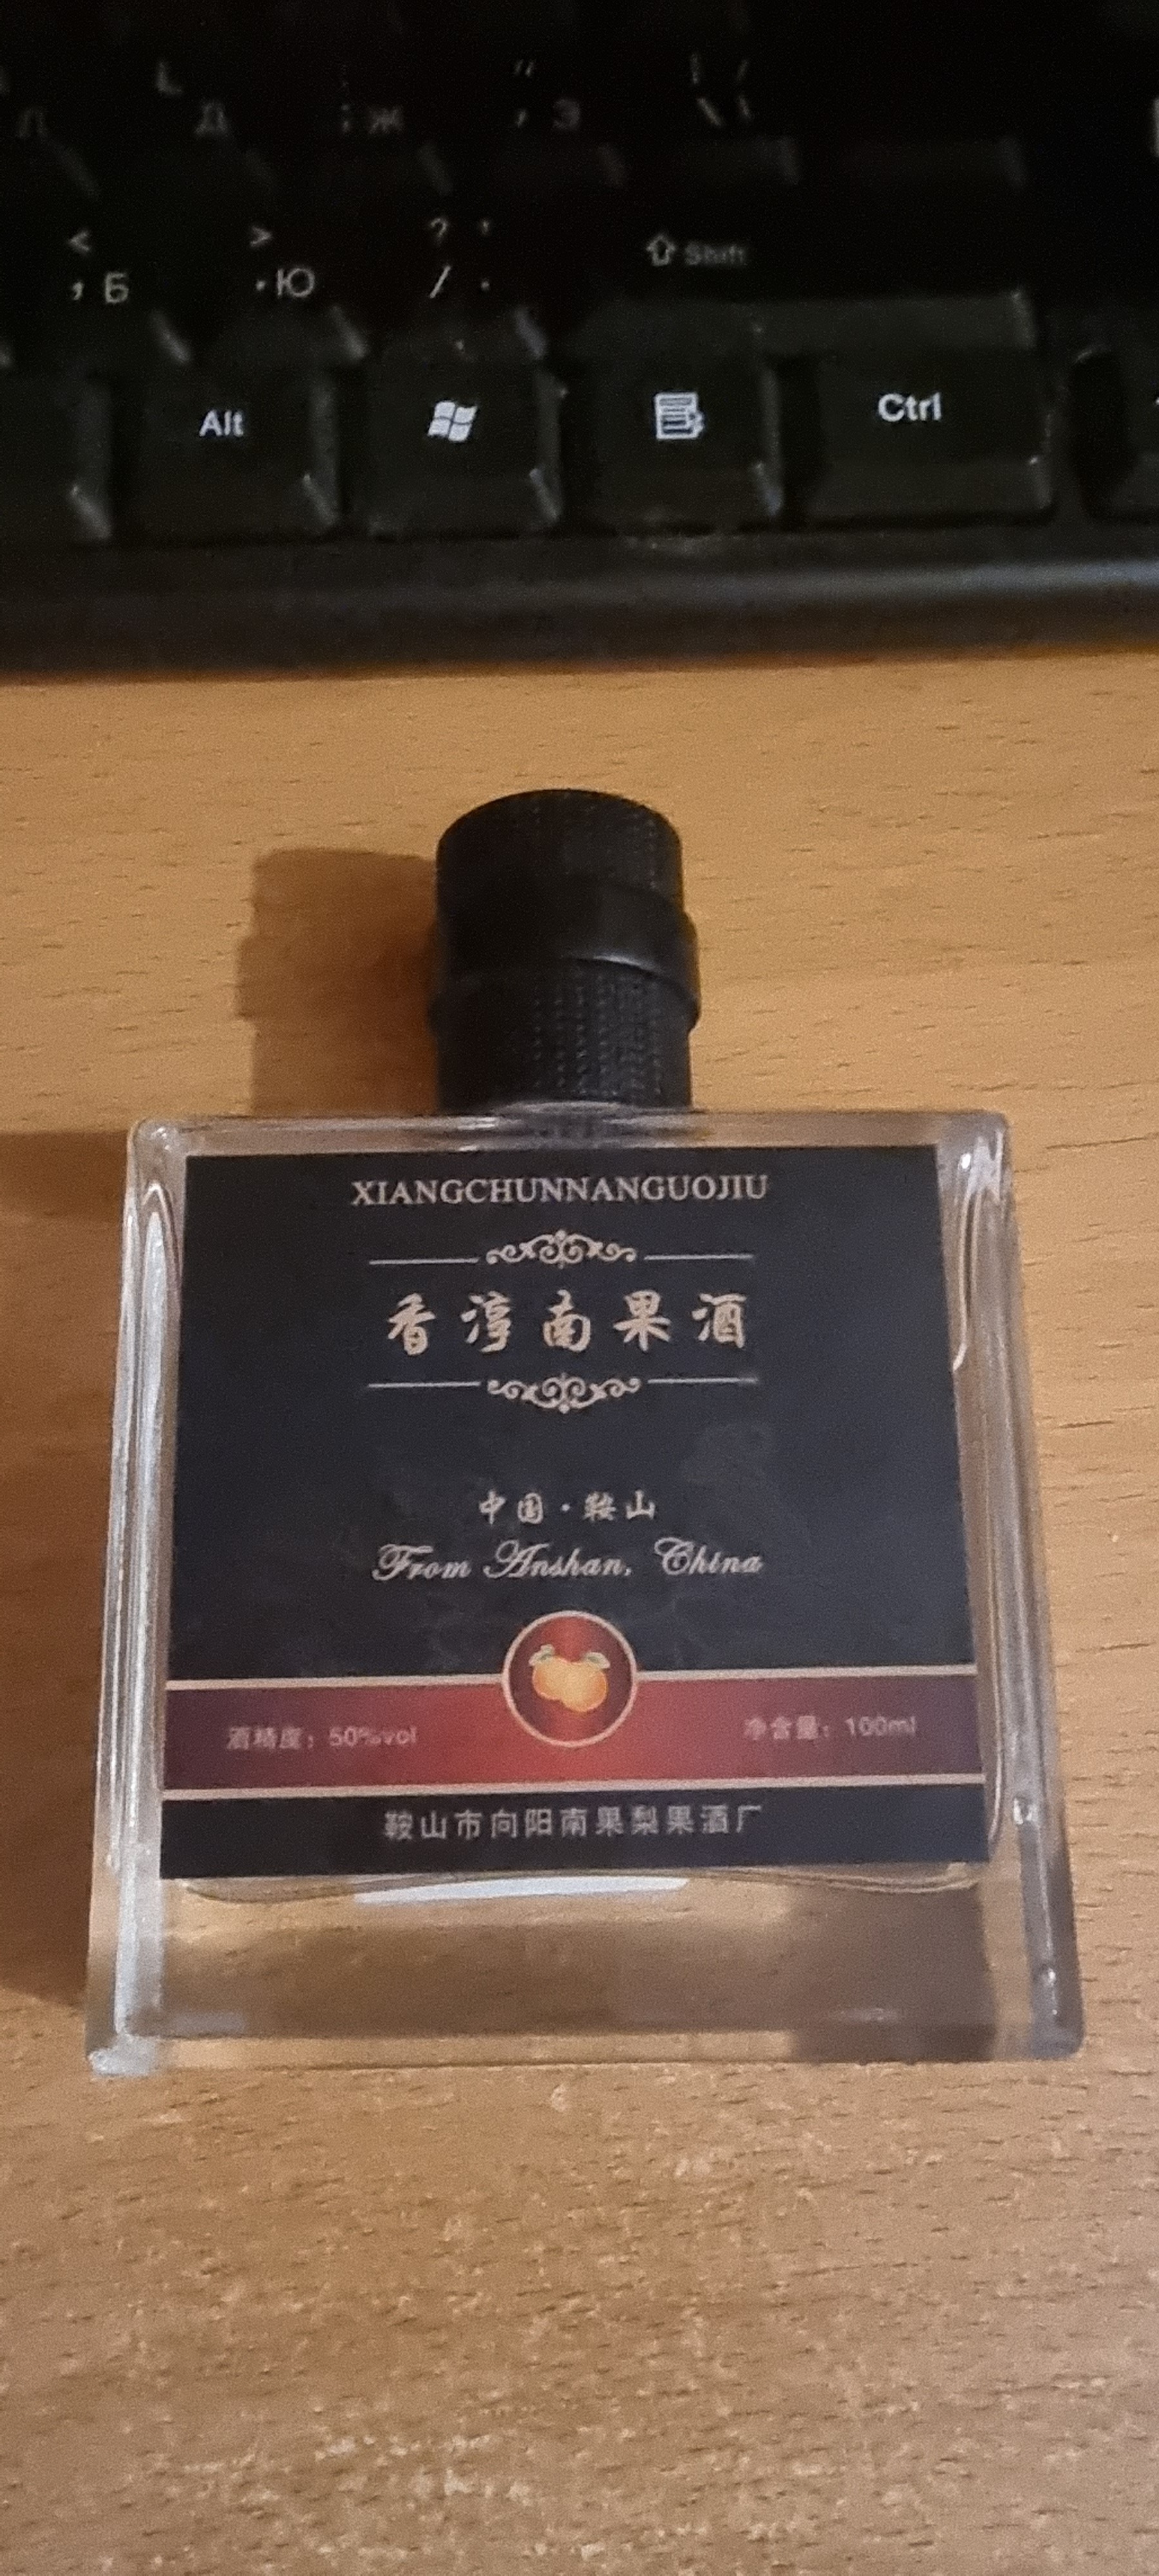 Л Д ; Ж " ' Э | / \
< , Б > . Ю ? , / . Shift
Alt Ctrl
XIANGCHUNNANGUOJIU
香淳南果酒
中国·鞍山
From Anshan, China
酒精度：50%vol 净含量：100ml
鞍山市向阳南果梨果酒厂